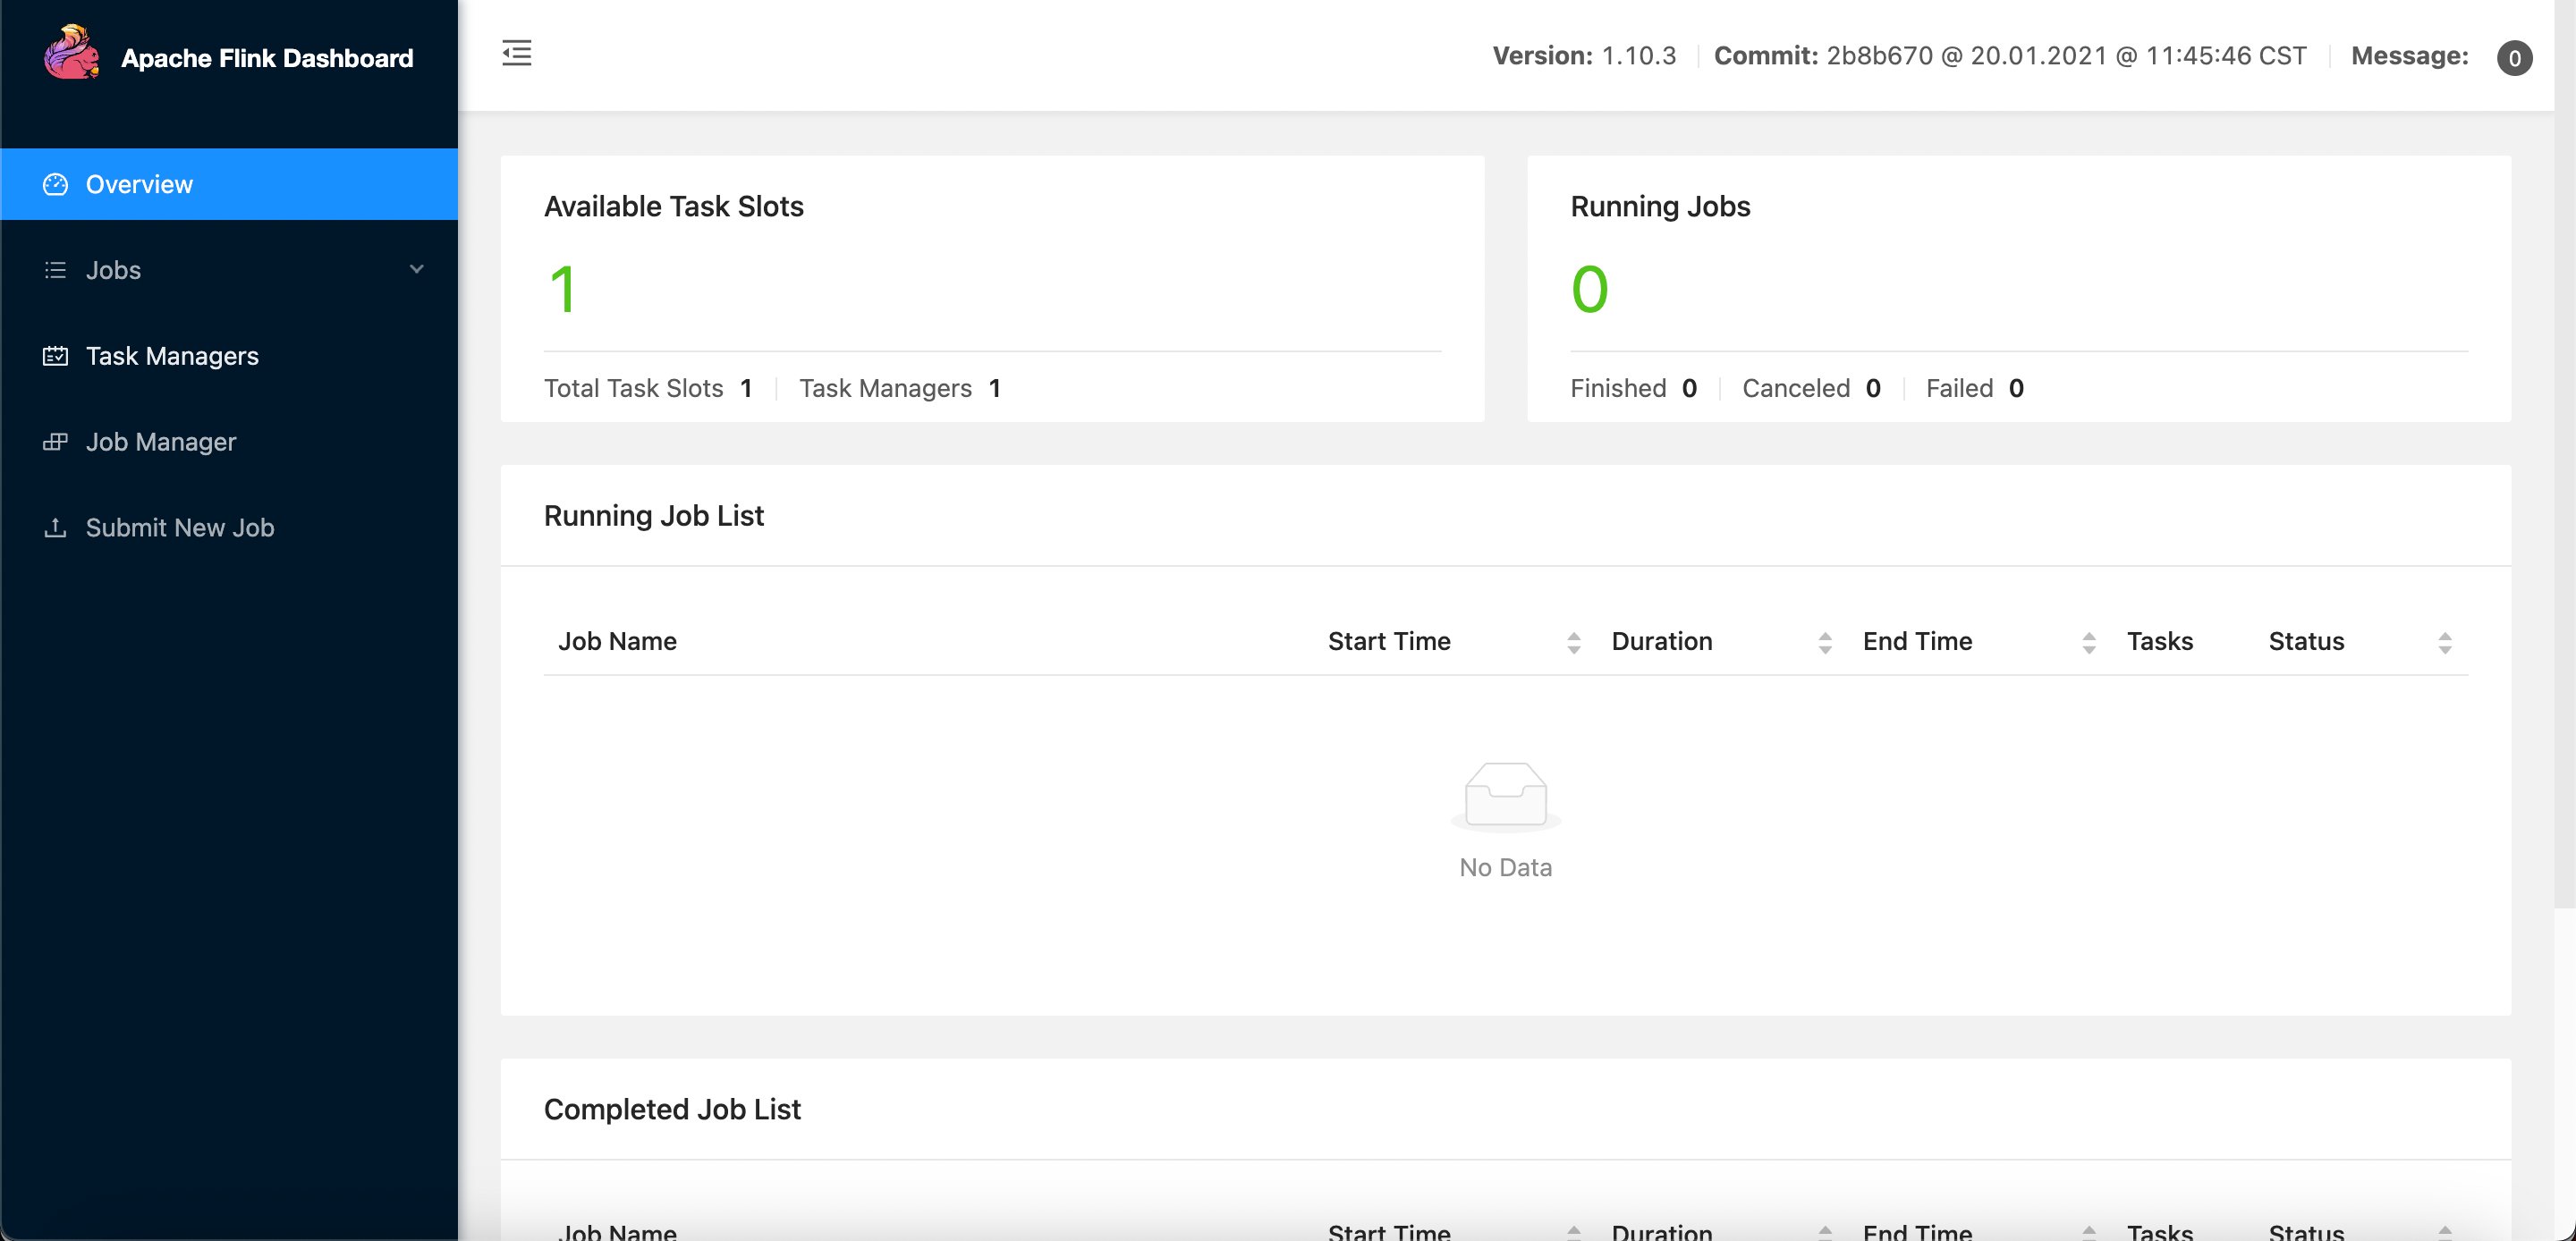 Apache Flink Dashboard
Version: 1.10.3 Commit: 2b8b670 @ 20.01.2021 @ 11:45:46 CST Message: 0
Overview
Jobs
Task Managers
Job Manager
Submit New Job
Available Task Slots
1
Total Task Slots 1 Task Managers 1
Running Jobs
0
Finished 0 Canceled 0 Failed 0
Running Job List
Job Name Start Time Duration End Time Tasks Status
No Data
Completed Job List
Job Name Start Time Duration End Time Tasks Status